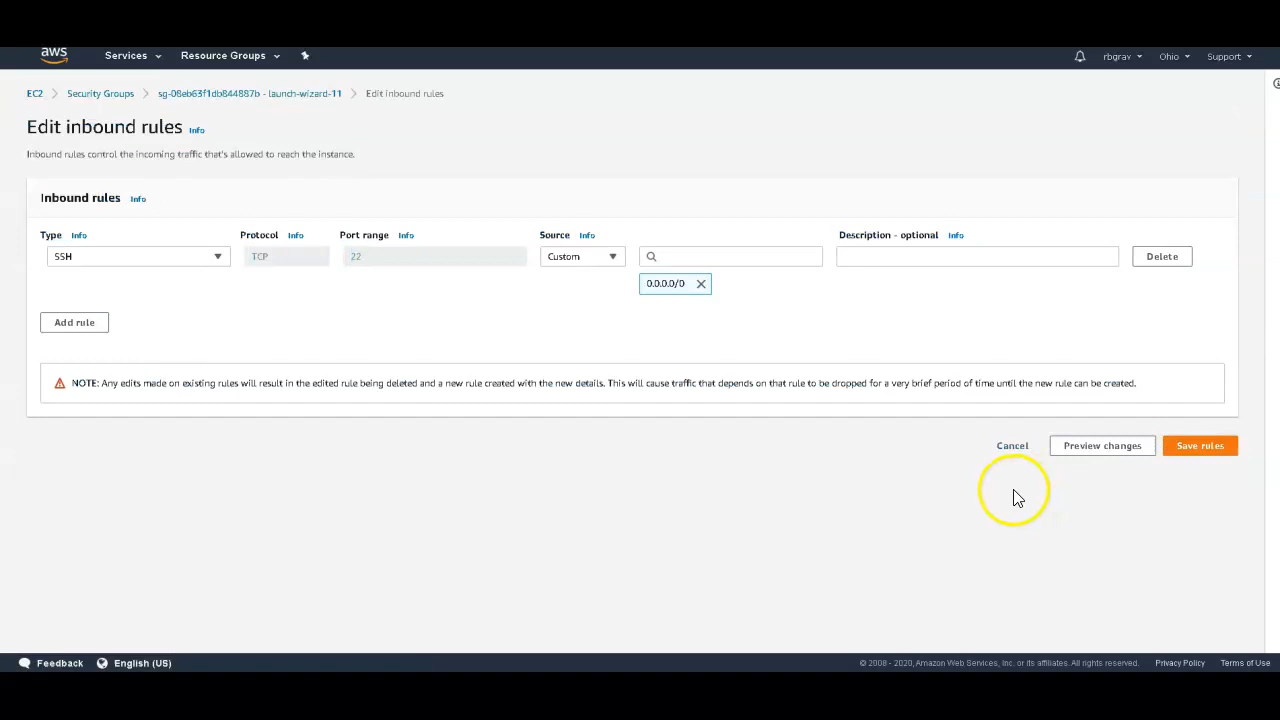 aws Services Resource Groups rbgrav Ohio Support
EC2 Security Groups sg-08eb63f1db844887b - launch-wizard-11 Edit inbound rules
Edit inbound rules Info
Inbound rules control the incoming traffic that's allowed to reach the instance.
Inbound rules Info
Type Info Protocol Info Port range Info Source Info Description - optional Info
SSH TCP 22 Custom Delete
0.0.0.0/0
Add rule
NOTE: Any edits made on existing rules will result in the edited rule being deleted and a new rule created with the new details. This will cause traffic that depends on that rule to be dropped for a very brief period of time until the new rule can be created.
Cancel Preview changes Save rules
Feedback English (US) © 2008 - 2020, Amazon Web Services, Inc. or its affiliates. All rights reserved. Privacy Policy Terms of Use